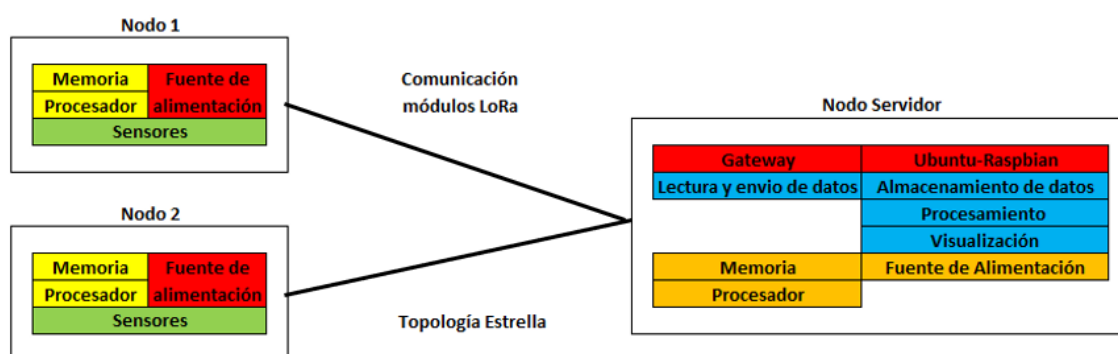 Nodo 1
Memoria
Fuente de
Procesador
alimentación
Sensores
Comunicación
módulos LoRa
Nodo 2
Memoria
Fuente de
Procesador
alimentación
Sensores
Topología Estrella
Nodo Servidor
Gateway
Ubuntu-Raspbian
Lectura y envio de datos
Almacenamiento de datos
Procesamiento
Visualización
Memoria
Fuente de Alimentación
Procesador